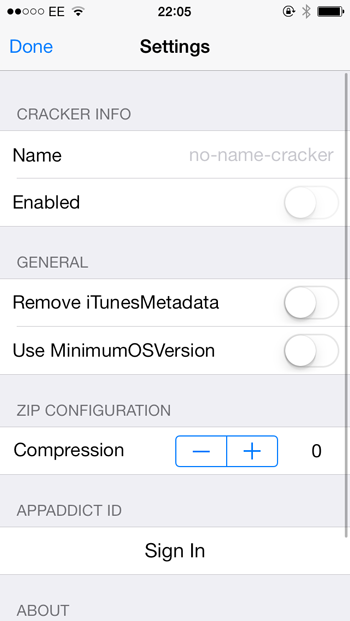 EE 22:05
Done Settings
CRACKER INFO
Name no-name-cracker
Enabled
GENERAL
Remove iTunesMetadata
Use MinimumOSVersion
ZIP CONFIGURATION
Compression − + 0
APPADDICT ID
Sign In
ABOUT